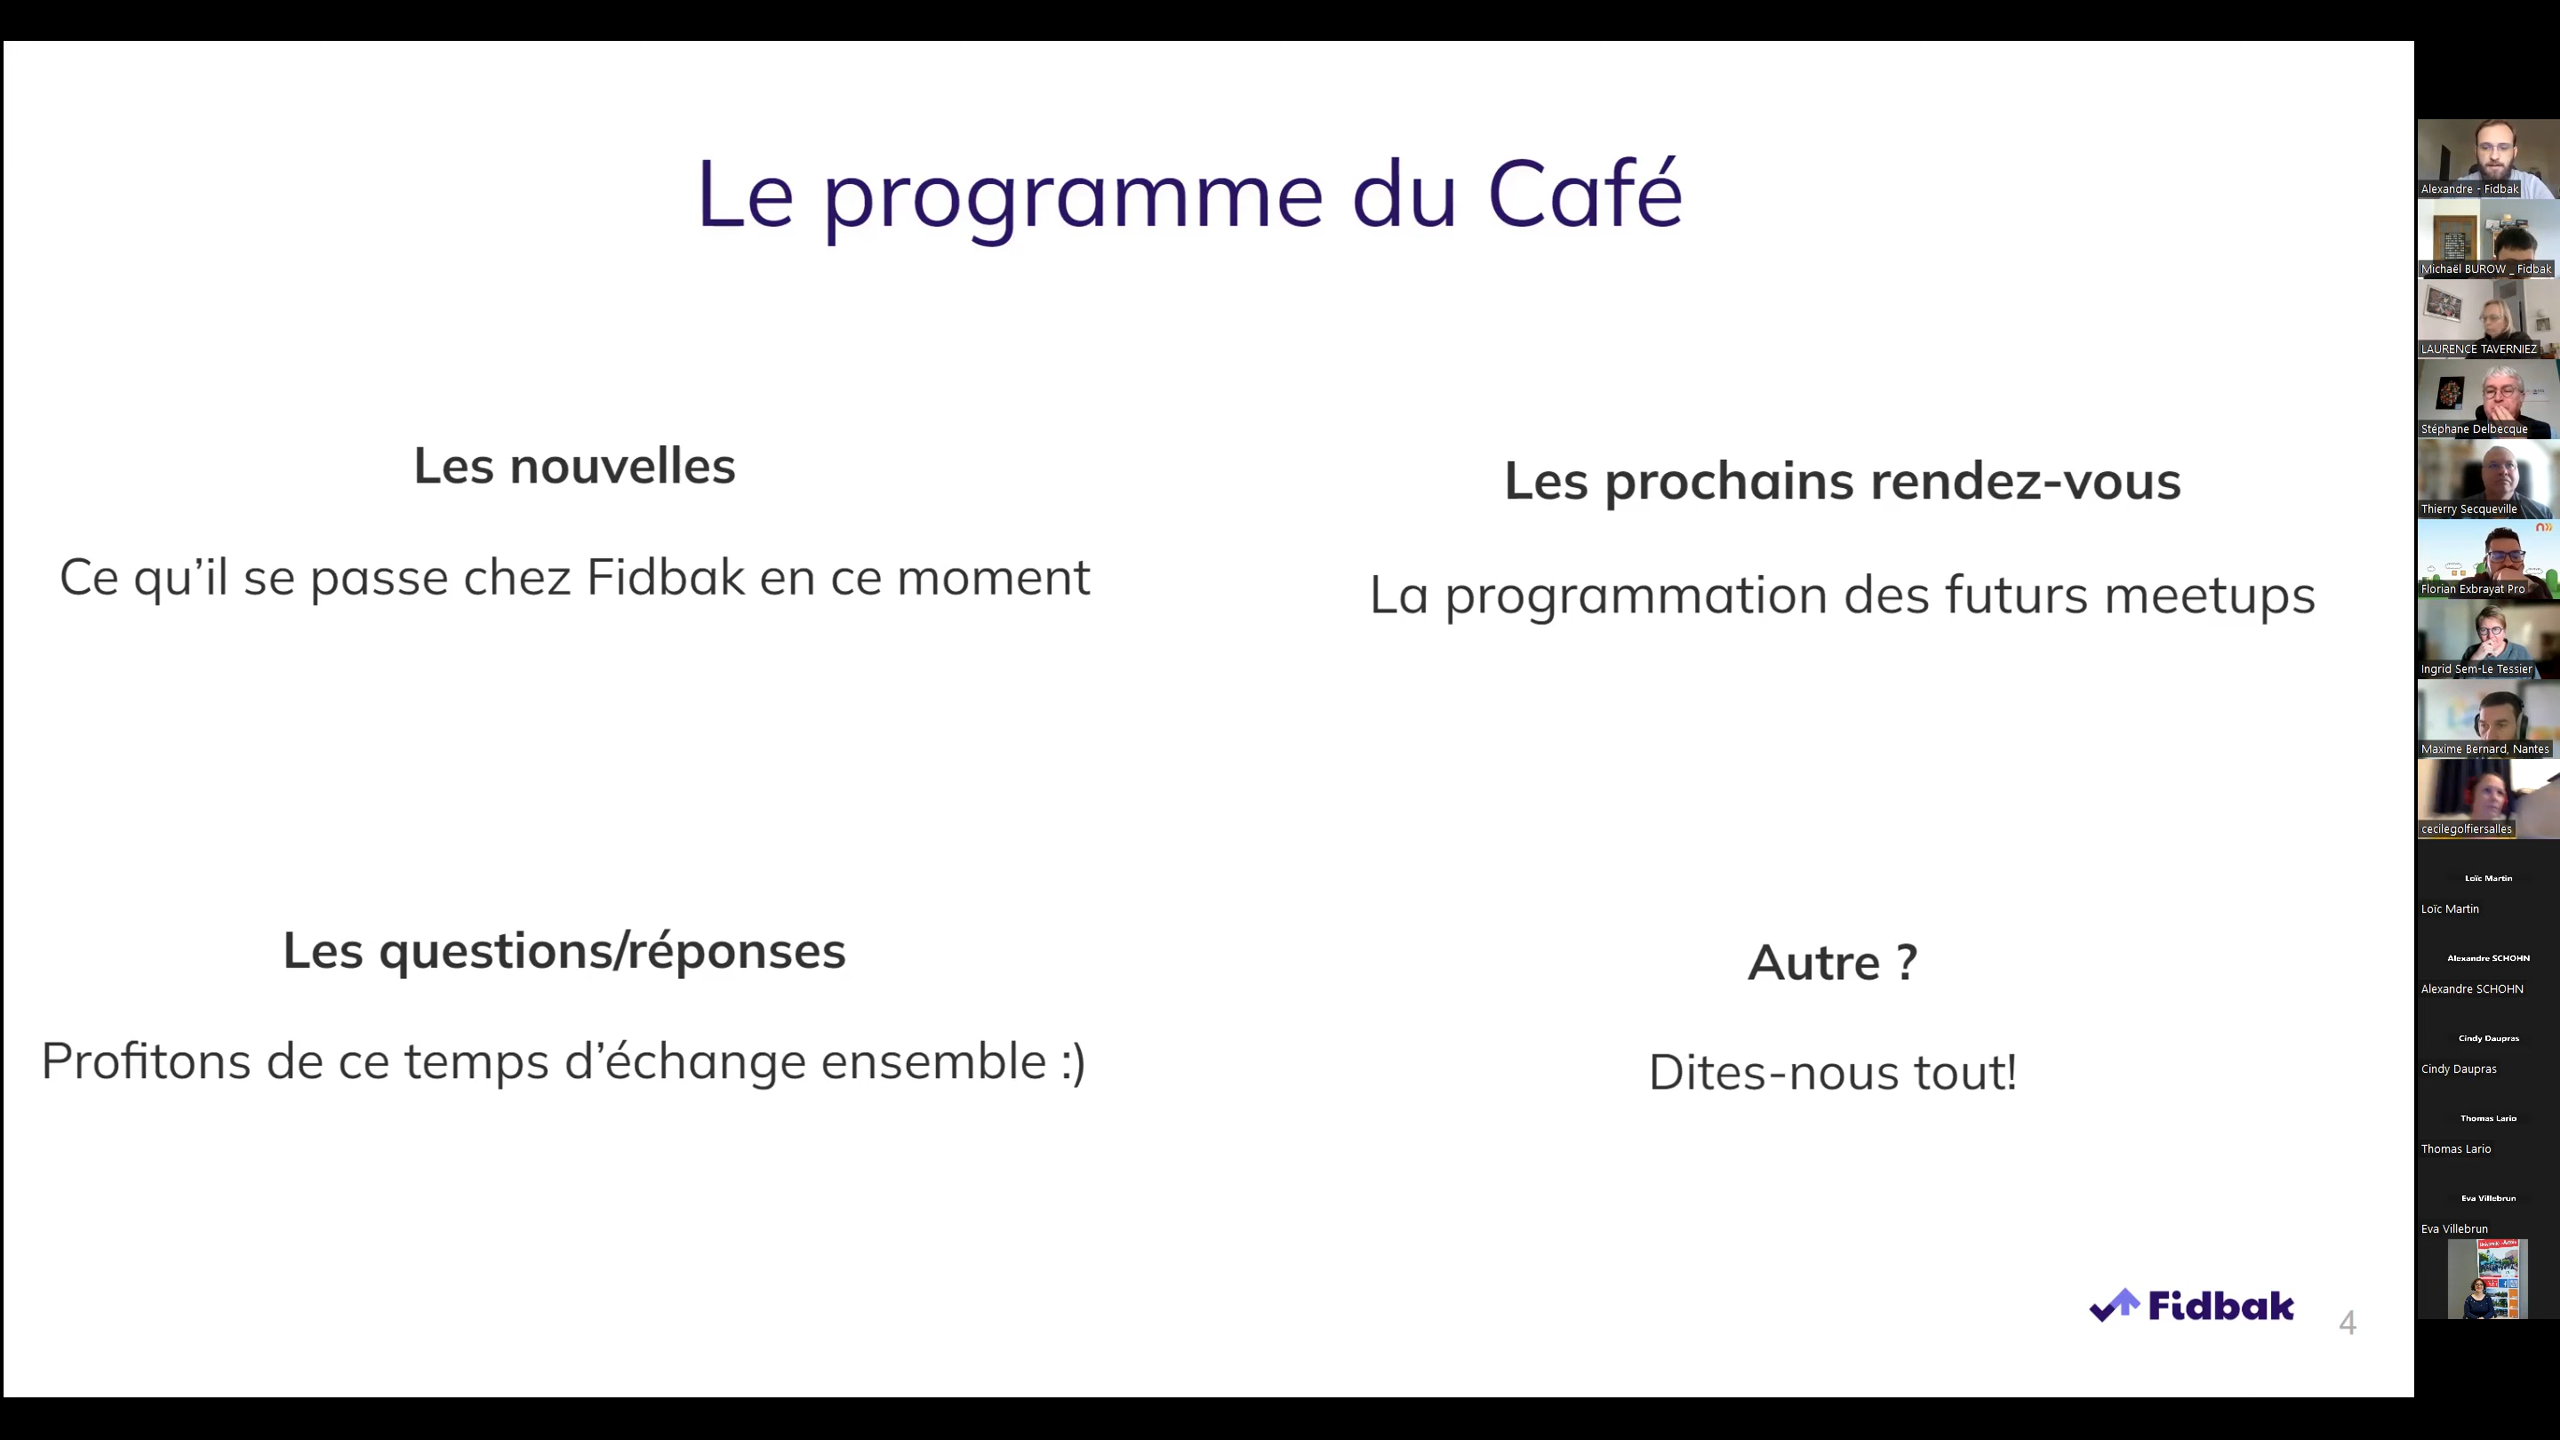 Le programme du Café
Les nouvelles
Ce qu’il se passe chez Fidbak en ce moment
Les prochains rendez-vous
La programmation des futurs meetups
Les questions/réponses
Profitons de ce temps d’échange ensemble :)
Autre ?
Dites-nous tout!
Fidbak
4
Alexandre - Fidbak
Michaël BUROW _ Fidbak
LAURENCE TAVERNIEZ
Stéphane Delbecque
Thierry Secqueville
Florian Exbrayat Pro
Ingrid Sem-Le Tessier
Maxime Bernard, Nantes
cecilegolfiersalles
Loïc Martin
Loïc Martin
Alexandre SCHOHN
Alexandre SCHOHN
Cindy Daupras
Cindy Daupras
Thomas Lario
Thomas Lario
Eva Villebrun
Eva Villebrun